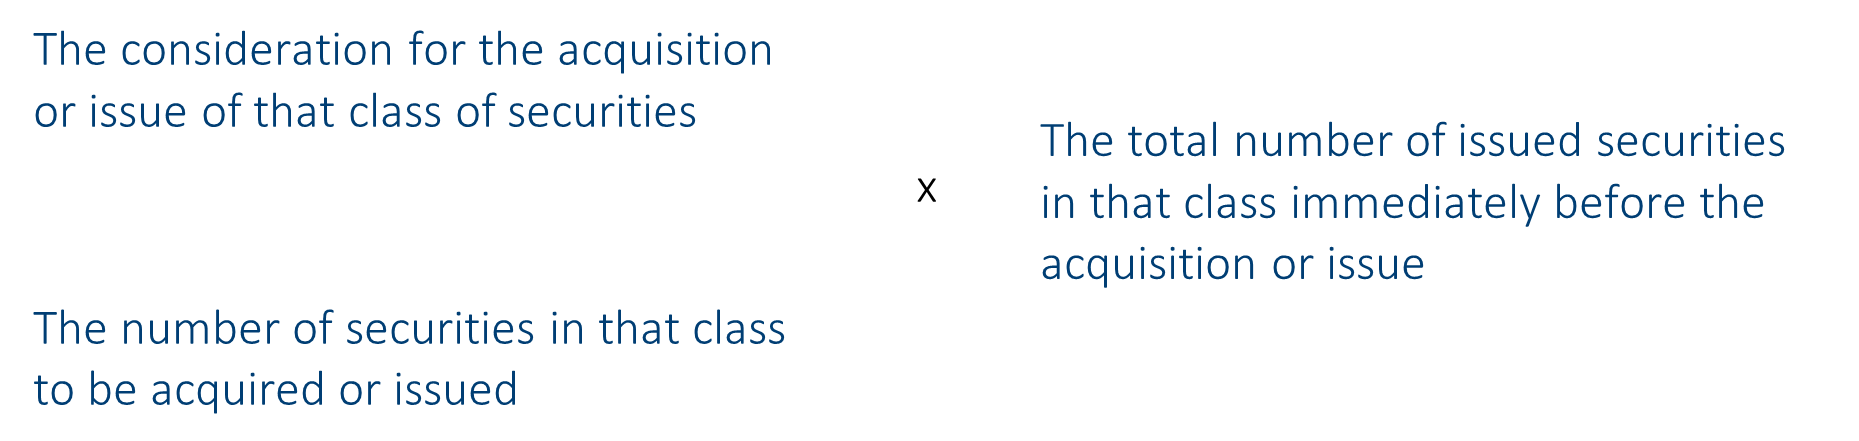 The consideration for the acquisition
or issue of that class of securities
x
The total number of issued securities
in that class immediately before the
acquisition or issue
The number of securities in that class
to be acquired or issued